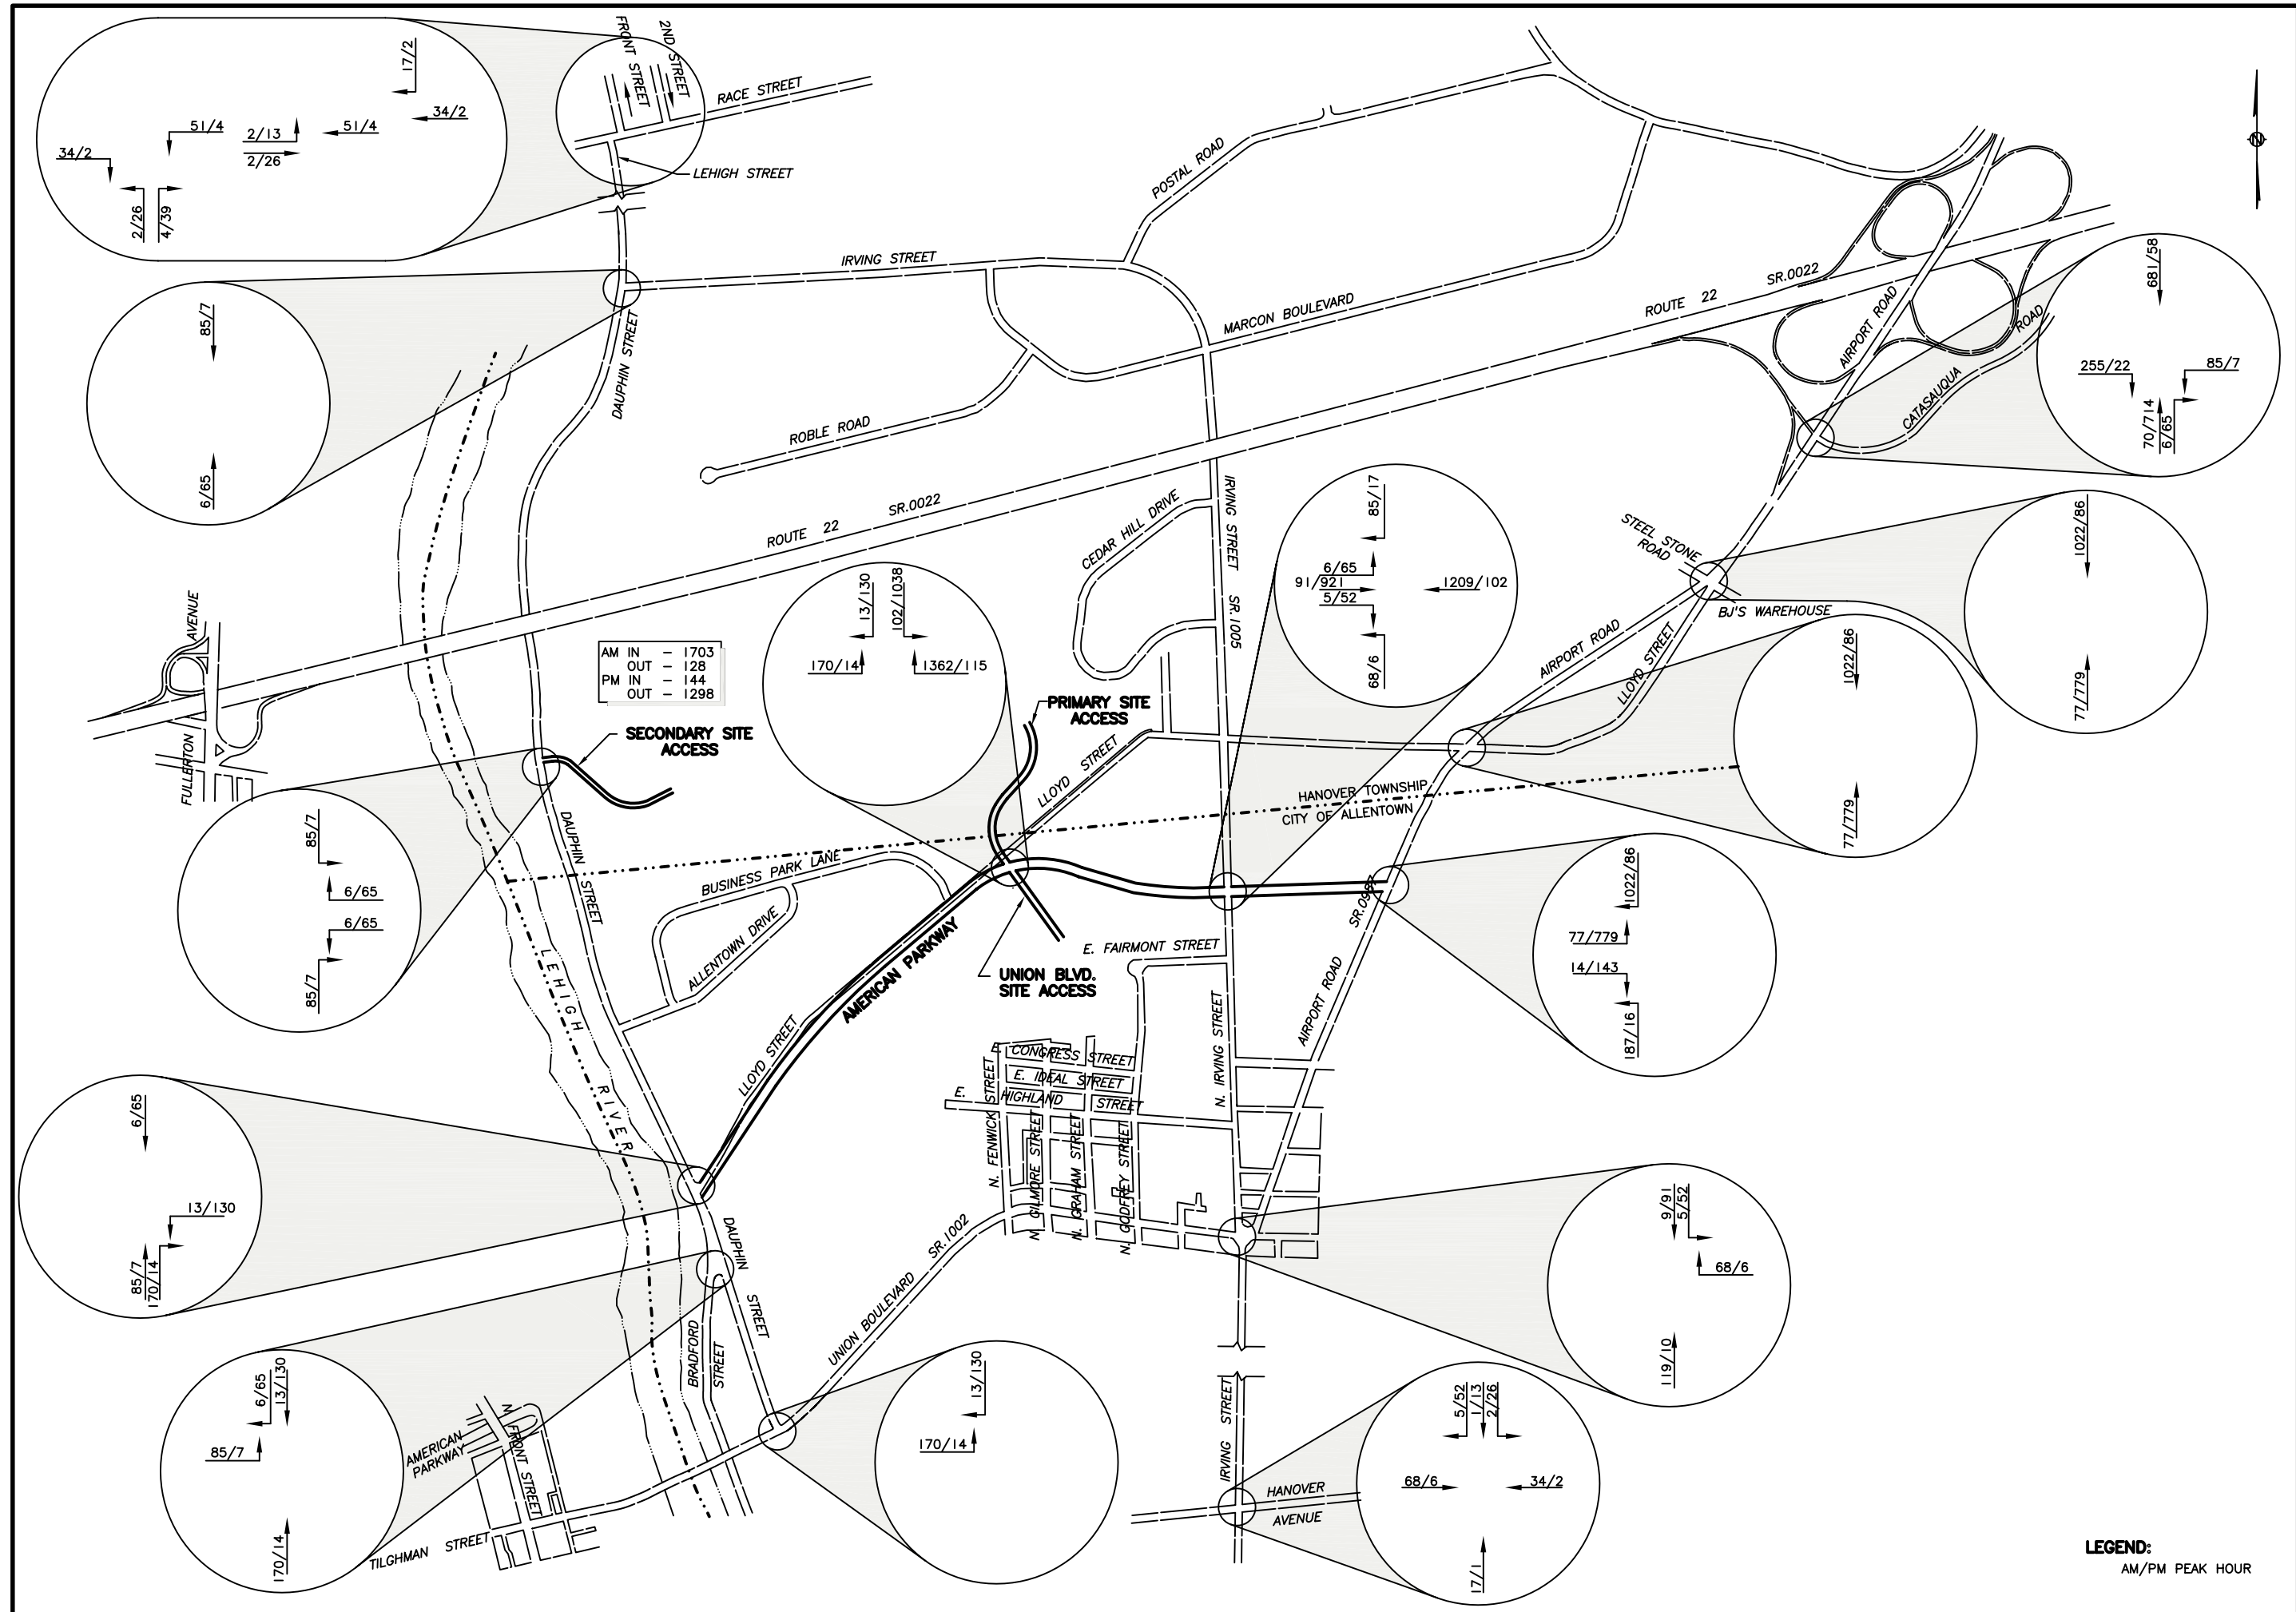 FRONT STREET
2ND STREET
RACE STREET
LEHIGH STREET
17/2
34/2
51/4
2/13
51/4
2/26
34/2
2/26
4/39
POSTAL ROAD
IRVING STREET
DAUPHIN STREET
85/7
6/65
MARCON BOULEVARD
ROUTE 22
SR.0022
AIRPORT ROAD
CATASAUQUA
ROAD
681/58
255/22
85/7
70/714
6/65
ROBLE ROAD
ROUTE 22
SR.0022
CEDAR HILL DRIVE
IRVING STREET
SR.1005
85/17
6/65
91/921
5/52
1209/102
68/6
STEEL STONE
ROAD
BJ'S WAREHOUSE
1022/86
77/779
AIRPORT ROAD
LLOYD STREET
1022/86
77/779
FULLERTON
AVENUE
AM IN - 1703
OUT - 128
PM IN - 144
OUT - 1298
SECONDARY SITE
ACCESS
13/130
102/1038
170/14
1362/115
PRIMARY SITE
ACCESS
LLOYD STREET
HANOVER TOWNSHIP
CITY OF ALLENTOWN
85/7
6/65
6/65
85/7
DAUPHIN
STREET
BUSINESS PARK LANE
ALLENTOWN DRIVE
AMERICAN PARKWAY
LLOYD STREET
UNION BLVD.
SITE ACCESS
E. FAIRMONT STREET
SR.0987
AIRPORT ROAD
1022/86
77/779
14/143
187/16
LEHIGH
RIVER
N. IRVING STREET
E. CONGRESS STREET
E. IDEAL STREET
E. HIGHLAND STREET
N. FENWICK STREET
N. GILMORE STREET
N. GRAHAM STREET
N. GODFREY STREET
6/65
13/130
85/7
170/14
DAUPHIN
STREET
BRADFORD
STREET
UNION BOULEVARD
SR.1002
9/91
5/52
68/6
119/10
6/65
13/130
85/7
170/14
AMERICAN
PARKWAY
N. FRONT STREET
TILGHMAN STREET
13/130
170/14
IRVING STREET
HANOVER
AVENUE
5/52
1/13
2/26
68/6
34/2
17/1
LEGEND:
AM/PM PEAK HOUR